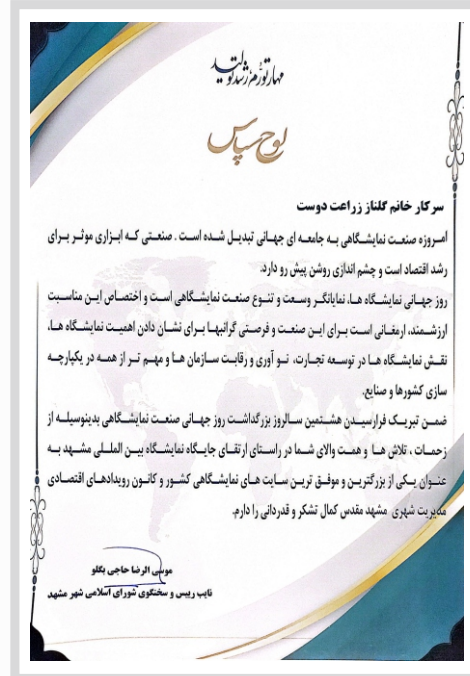 مهار تورم، رشد تولید
لوح سپاس
سرکار خانم گلناز زراعت دوست
امروزه صنعت نمایشگاهی به جامعه ای جهانی تبدیل شده است. صنعتی که ابزاری موثر برای
رشد اقتصاد است و چشم اندازی روشن پیش رو دارد.
روز جهانی نمایشگاه ها، نمایانگر وسعت و تنوع صنعت نمایشگاهی است و اختصاص این مناسبت
ارزشمند، ارمغانی است برای این صنعت و فرصتی گرانبها برای نشان دادن اهمیت نمایشگاه ها،
نقش نمایشگاه ها در توسعه تجارت، نو آوری و رقابت سازمان ها و مهم تر از همه در یکپارچه
سازی کشورها و صنایع.
ضمن تبریک فرارسیدن هشتمین سالروز بزرگداشت روز جهانی صنعت نمایشگاهی بدینوسیله از
زحمات، تلاش ها و همت والای شما در راستای ارتقای جایگاه نمایشگاه بین المللی مشهد به
عنوان یکی از بزرگترین و موفق ترین سایت های نمایشگاهی کشور و کانون رویدادهای اقتصادی
مدیریت شهری مشهد مقدس کمال تشکر و قدردانی را دارم.
موسی الرضا حاجی بگلو
نایب رییس و سخنگوی شورای اسلامی شهر مشهد